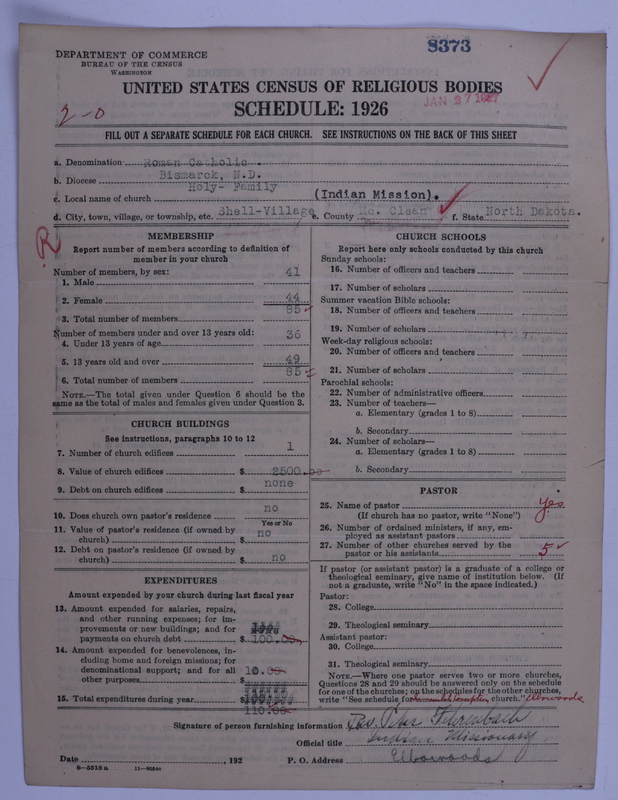 8373
DEPARTMENT OF COMMERCE
BUREAU OF THE CENSUS
WASHINGTON
UNITED STATES CENSUS OF RELIGIOUS BODIES
JAN 27 1927
SCHEDULE: 1926
2-0
FILL OUT A SEPARATE SCHEDULE FOR EACH CHURCH. SEE INSTRUCTIONS ON THE BACK OF THIS SHEET
a. Denomination Roman Catholic .
b. Diocese Bismarck, N.D.
c. Local name of church Holy- Family (Indian Mission).
d. City, town, village, or township, etc. Shell-Village e. County Mc. Clean f. State North Dakota.
R
MEMBERSHIP
Report number of members according to definition of
member in your church
Number of members, by sex:
1. Male 41
2. Female 44
3. Total number of members 85
Number of members under and over 13 years old:
4. Under 13 years of age 36
5. 13 years old and over 49
6. Total number of members 85
NOTE.—The total given under Question 6 should be the
same as the total of males and females given under Question 3.
CHURCH BUILDINGS
See instructions, paragraphs 10 to 12
7. Number of church edifices 1
8. Value of church edifices $ 2500.00
9. Debt on church edifices $ none
10. Does church own pastor's residence no
Yes or No
11. Value of pastor's residence (if owned by
church) $ no
12. Debt on pastor's residence (if owned by
church) $ no
EXPENDITURES
Amount expended by your church during last fiscal year
13. Amount expended for salaries, repairs,
and other running expenses; for im-
provements or new buildings; and for
payments on church debt $ 100.00
14. Amount expended for benevolences, in-
cluding home and foreign missions; for
denominational support; and for all
other purposes $ 10.00
15. Total expenditures during year $
110.00
CHURCH SCHOOLS
Report here only schools conducted by this church
Sunday schools:
16. Number of officers and teachers
17. Number of scholars
Summer vacation Bible schools:
18. Number of officers and teachers
19. Number of scholars
Week-day religious schools:
20. Number of officers and teachers
21. Number of scholars
Parochial schools:
22. Number of administrative officers
23. Number of teachers—
a. Elementary (grades 1 to 8)
b. Secondary
24. Number of scholars—
a. Elementary (grades 1 to 8)
b. Secondary
PASTOR
25. Name of pastor yes
(If church has no pastor, write "None")
26. Number of ordained ministers, if any, em-
ployed as assistant pastors
27. Number of other churches served by the
pastor or his assistants 5
If pastor (or assistant pastor) is a graduate of a college or
theological seminary, give name of institution below. (If
not a graduate, write "No" in the space indicated.)
Pastor:
28. College
29. Theological seminary
Assistant pastor:
30. College
31. Theological seminary
NOTE.—Where one pastor serves two or more churches,
Questions 28 and 29 should be answered only on the schedule
for one of the churches; on the schedules for the other churches,
write "See schedule for church." Elbowoods
Signature of person furnishing information Rev. Peter Fehrenbach
Official title Indian Missionary
Date , 192 P. O. Address Elbowoods
8—5518a 11—9554c